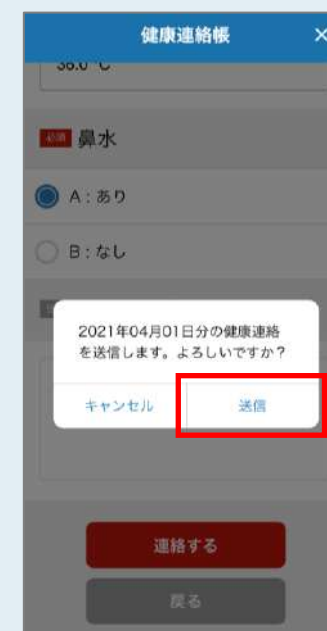 健康連絡帳 ×
必須 鼻水
A : あり
B : なし
2021年04月01日分の健康連絡
を送信します。よろしいですか？
キャンセル 送信
連絡する
戻る